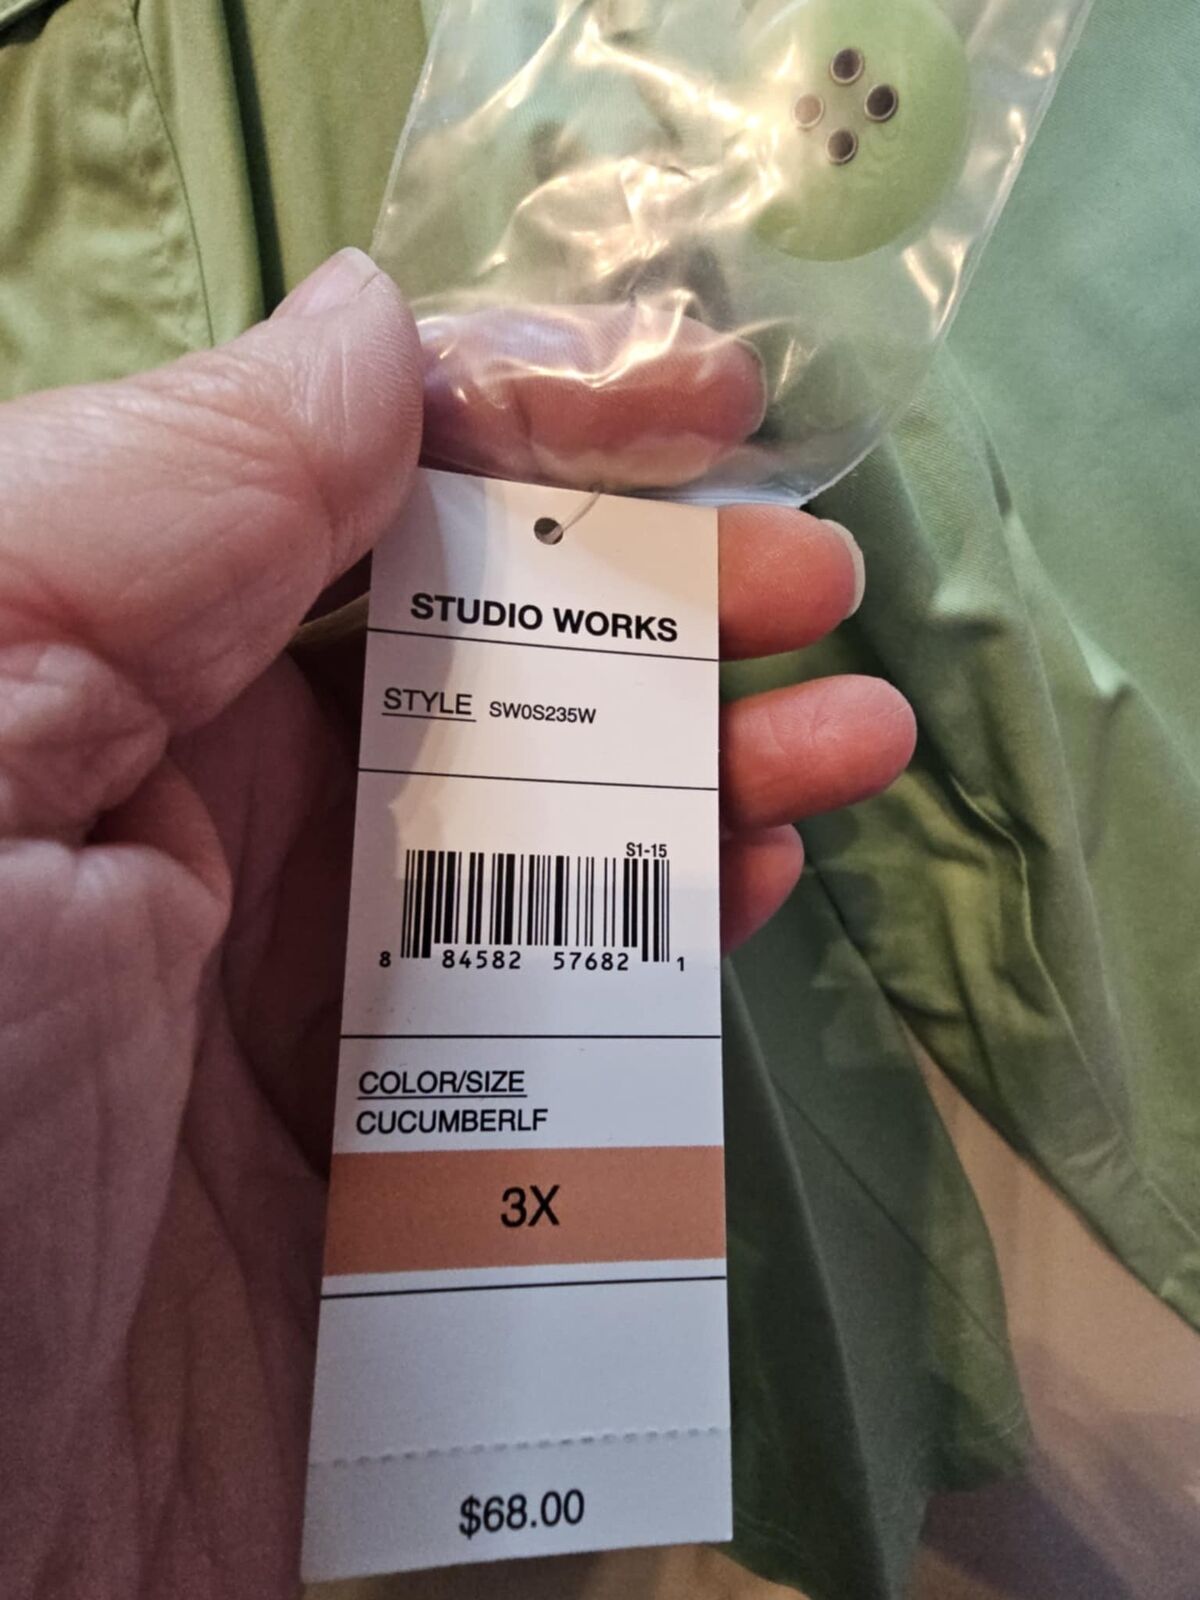 STUDIO WORKS
STYLE SW0S235W
S1-15
8 84582 57682 1
COLOR/SIZE
CUCUMBERLF
3X
$68.00